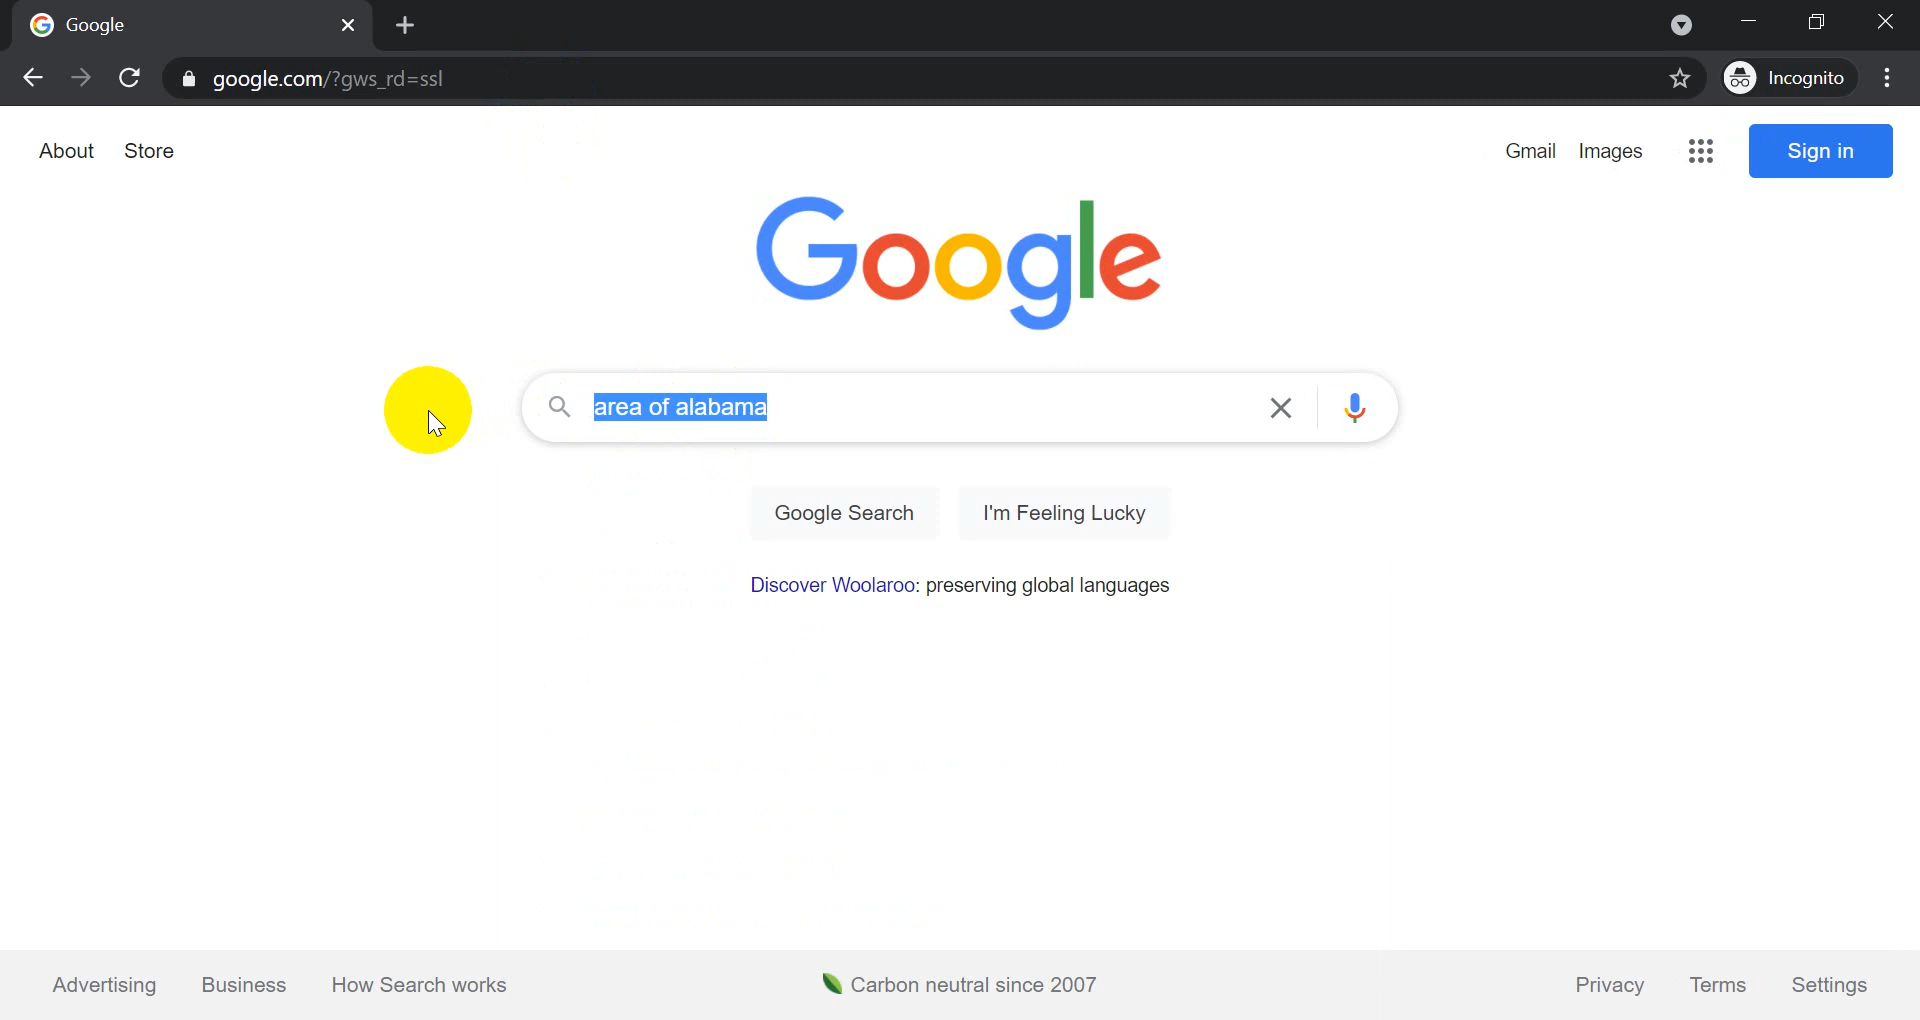 Google
google.com/?gws_rd=ssl
Incognito
About Store
Gmail Images
Sign in
Google
area of alabama
Google Search
I'm Feeling Lucky
Discover Woolaroo: preserving global languages
Advertising Business How Search works
Carbon neutral since 2007
Privacy Terms Settings